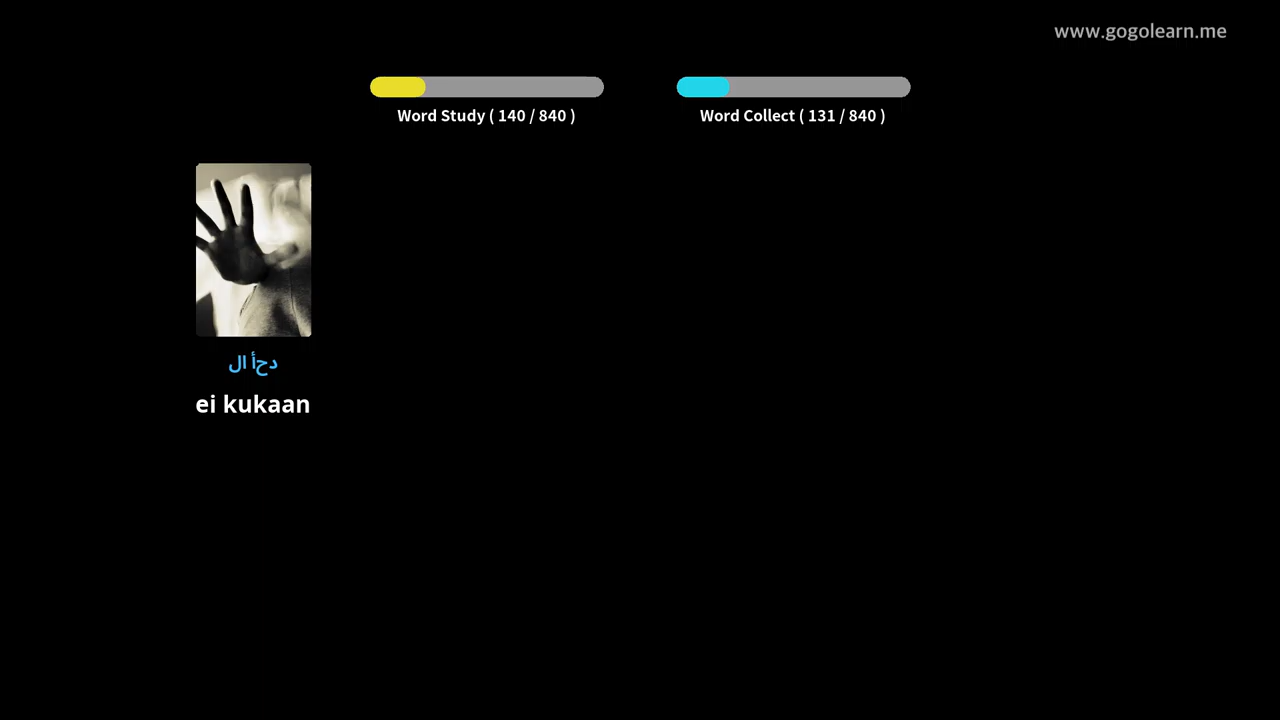 www.gogolearn.me
Word Study ( 140 / 840 )
Word Collect ( 131 / 840 )
دحأ ال
ei kukaan